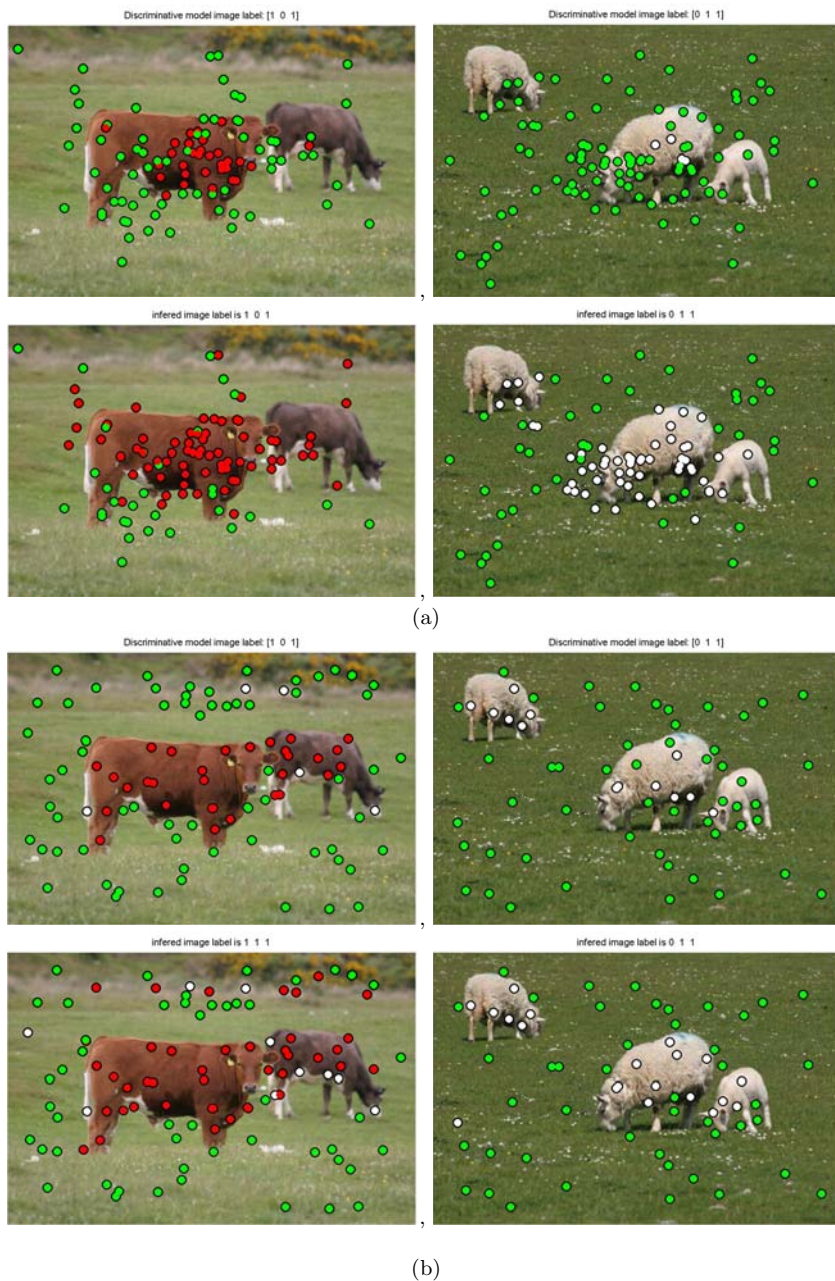 Discriminative model image label: [1 0 1]
Discriminative model image label: [0 1 1]
,
infered image label is 1 0 1
infered image label is 0 1 1
,
(a)
Discriminative model image label: [1 0 1]
Discriminative model image label: [0 1 1]
,
infered image label is 1 1 1
infered image label is 0 1 1
,
(b)